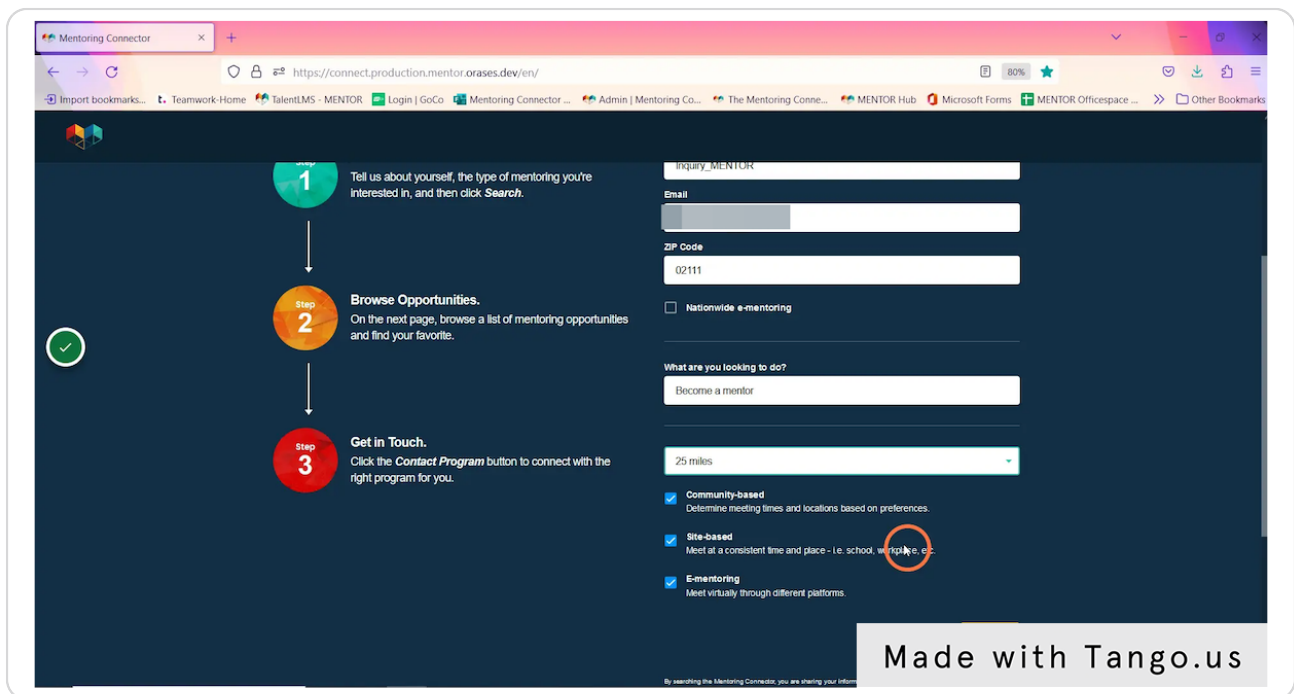 Mentoring Connector
https://connect.production.mentor.orases.dev/en/
80%
Import bookmarks... Teamwork-Home TalentLMS - MENTOR Login | GoCo Mentoring Connector ... Admin | Mentoring Co... The Mentoring Conne... MENTOR Hub Microsoft Forms MENTOR Officespace ... Other Bookmarks
Step
1
Tell us about yourself, the type of mentoring you're
interested in, and then click Search.
Step
2
Browse Opportunities.
On the next page, browse a list of mentoring opportunities
and find your favorite.
Step
3
Get in Touch.
Click the Contact Program button to connect with the
right program for you.
Inquiry_MENTOR
Email
ZIP Code
02111
Nationwide e-mentoring
What are you looking to do?
Become a mentor
25 miles
Community-based
Determine meeting times and locations based on preferences.
Site-based
Meet at a consistent time and place - i.e. school, workplace, etc.
E-mentoring
Meet virtually through different platforms.
By searching the Mentoring Connector, you are sharing your inform
Made with Tango.us